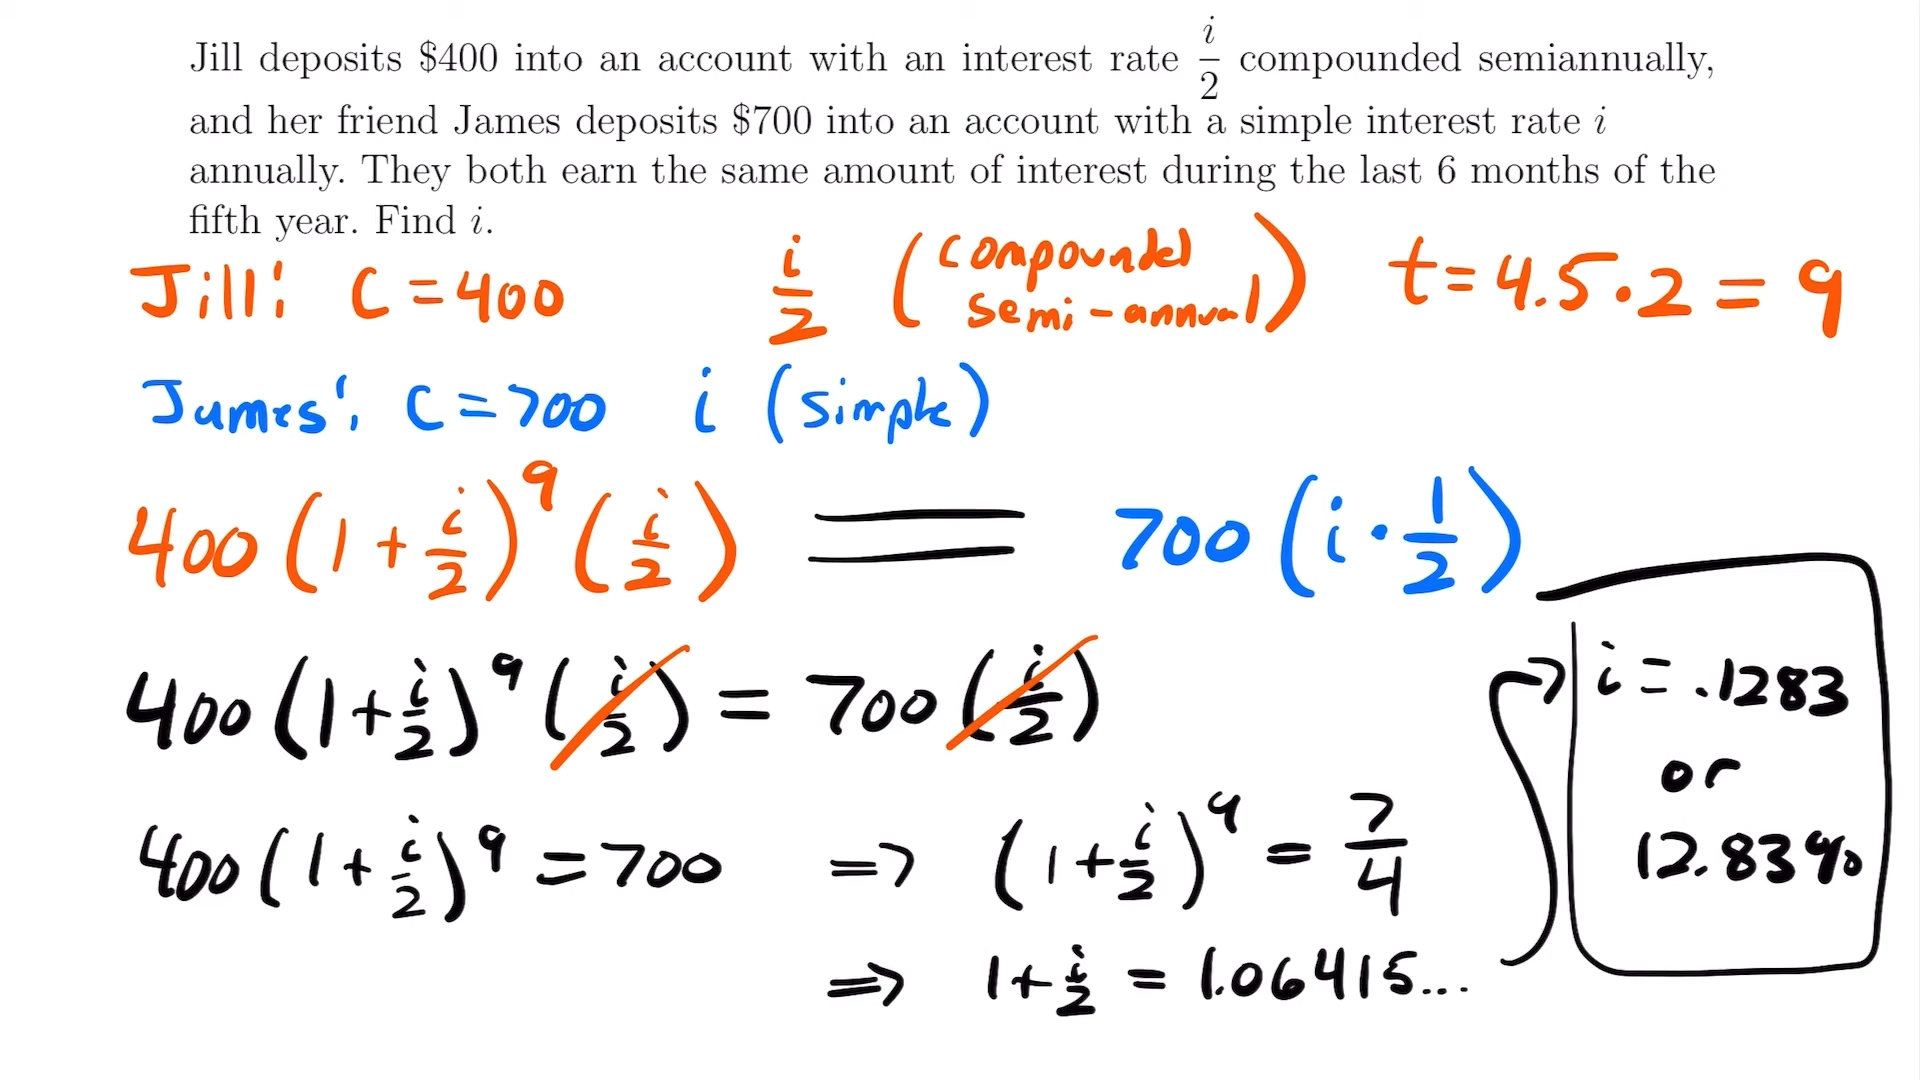 Jill deposits $400 into an account with an interest rate i/2 compounded semiannually,
and her friend James deposits $700 into an account with a simple interest rate i
annually. They both earn the same amount of interest during the last 6 months of the
fifth year. Find i.
Jill: C = 400 i/2 (compounded semi-annual) t = 4.5 · 2 = 9
James: C = 700 i (simple)
400 (1 + i/2)^9 (i/2) = 700 (i · 1/2)
400 (1 + i/2)^9 (i/2) = 700 (i/2)
400 (1 + i/2)^9 = 700 ⇒ (1 + i/2)^9 = 7/4
⇒ 1 + i/2 = 1.06415...
i = .1283
or
12.83%